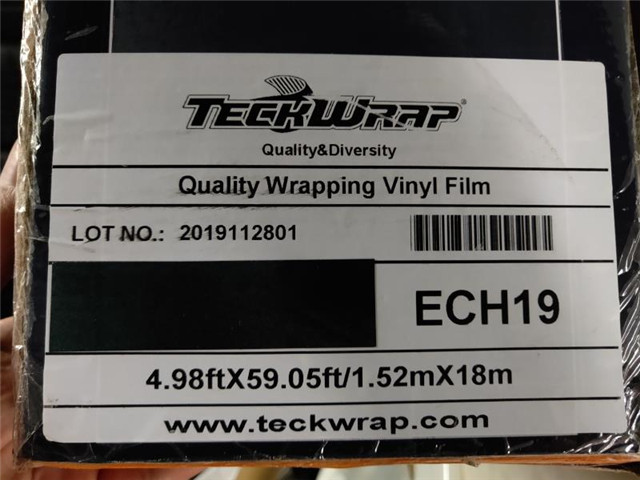 TECKWRAP®
Quality&Diversity
Quality Wrapping Vinyl Film
LOT NO.: 2019112801
ECH19
4.98ftX59.05ft/1.52mX18m
www.teckwrap.com